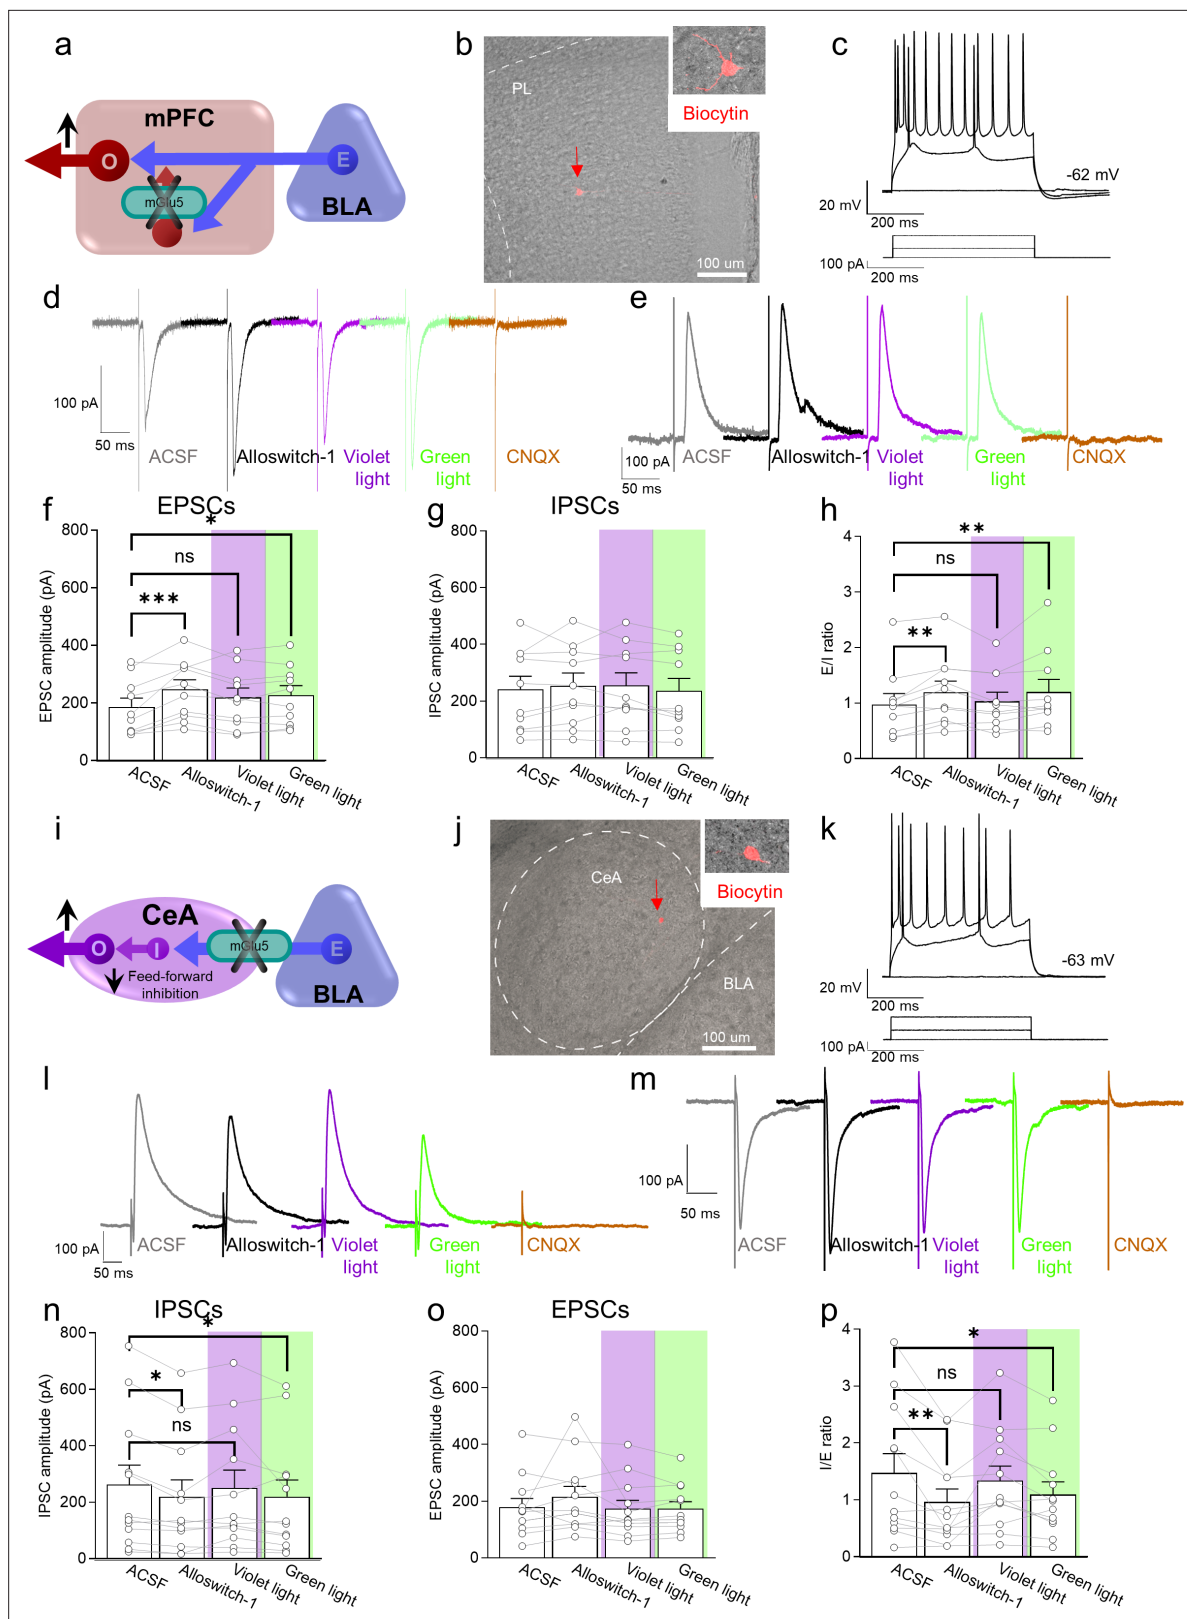 a
mPFC
O
E
mGlu5
BLA
b
PL
Biocytin
100 um
c
-62 mV
20 mV
200 ms
100 pA
200 ms
d
100 pA
50 ms
ACSF
Alloswitch-1
Violet
light
Green
light
CNQX
e
100 pA
50 ms
ACSF
Alloswitch-1
Violet
light
Green
light
CNQX
f
EPSCs
*
ns
***
800
600
400
200
0
EPSC amplitude (pA)
ACSF
Alloswitch-1
Violet light
Green light
g
IPSCs
800
600
400
200
0
IPSC amplitude (pA)
ACSF
Alloswitch-1
Violet light
Green light
h
**
ns
**
4
3
2
1
0
E/I ratio
ACSF
Alloswitch-1
Violet light
Green light
i
CeA
O
I
mGlu5
E
Feed-forward
inhibition
BLA
j
CeA
BLA
Biocytin
100 um
k
-63 mV
20 mV
200 ms
100 pA
200 ms
l
100 pA
50 ms
ACSF
Alloswitch-1
Violet
light
Green
light
CNQX
m
100 pA
50 ms
ACSF
Alloswitch-1
Violet
light
Green
light
CNQX
n
IPSCs
*
*
ns
800
600
400
200
0
IPSC amplitude (pA)
ACSF
Alloswitch-1
Violet light
Green light
o
EPSCs
800
600
400
200
0
EPSC amplitude (pA)
ACSF
Alloswitch-1
Violet light
Green light
p
*
ns
**
4
3
2
1
0
I/E ratio
ACSF
Alloswitch-1
Violet light
Green light